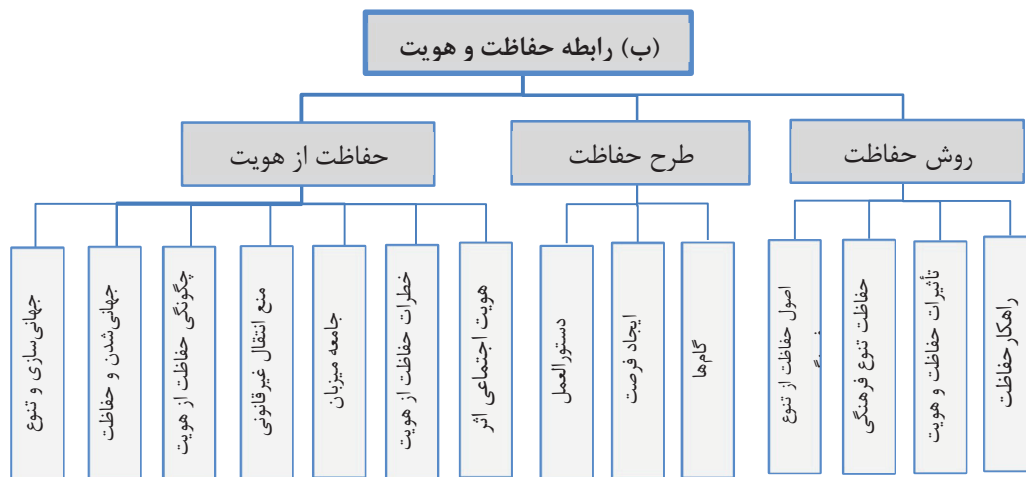 (ب) رابطه حفاظت و هویت
روش حفاظت
طرح حفاظت
حفاظت از هویت
راهکار حفاظت
تأثیرات حفاظت و هویت
حفاظت تنوع فرهنگی
اصول حفاظت از تنوع
گام‌ها
ایجاد فرصت
دستورالعمل
هویت اجتماعی اثر
خطرات حفاظت از هویت
جامعه میزبان
منع انتقال غیرقانونی
چگونگی حفاظت از هویت
جهانی‌شدن و حفاظت
جهانی‌سازی و تنوع